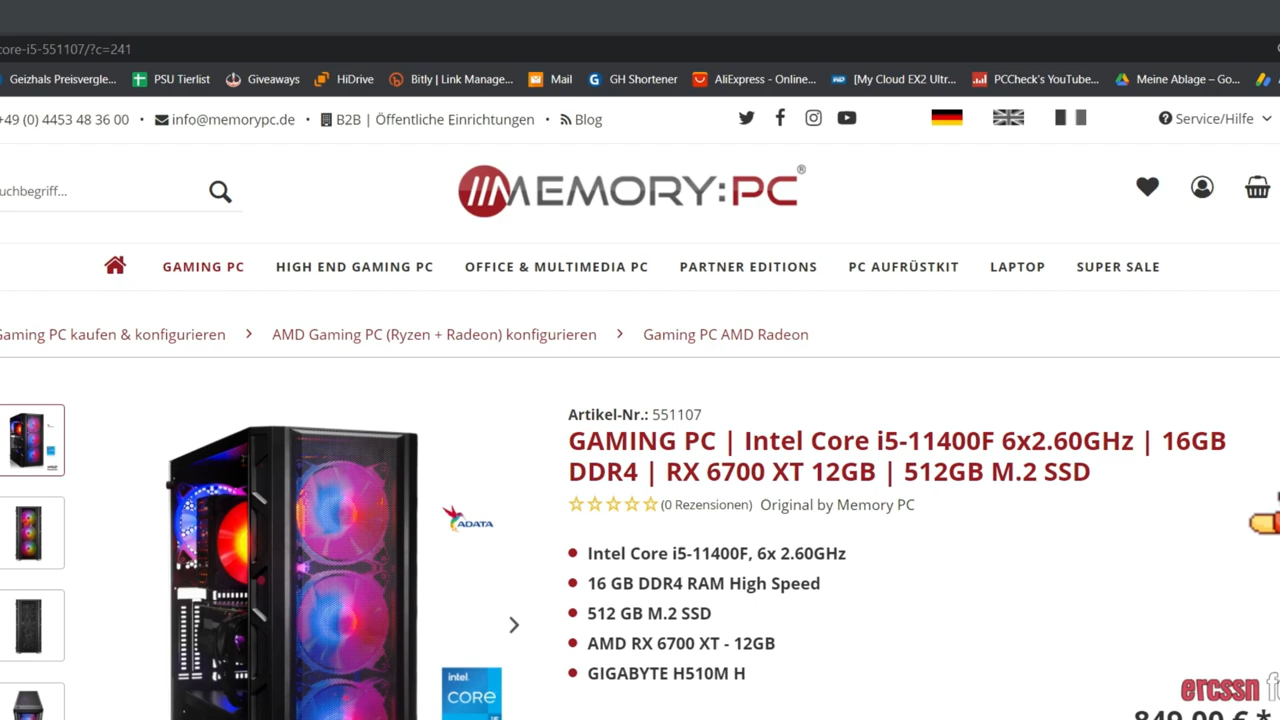 core-i5-551107/?c=241
Geizhals Preisvergle... PSU Tierlist Giveaways HiDrive Bitly | Link Manage... Mail GH Shortener AliExpress - Online... [My Cloud EX2 Ultr... PCCheck's YouTube... Meine Ablage – Go...
+49 (0) 4453 48 36 00 • info@memorypc.de • B2B | Öffentliche Einrichtungen • Blog
Service/Hilfe
uchbegriff...
MEMORY:PC®
GAMING PC HIGH END GAMING PC OFFICE & MULTIMEDIA PC PARTNER EDITIONS PC AUFRÜSTKIT LAPTOP SUPER SALE
Gaming PC kaufen & konfigurieren > AMD Gaming PC (Ryzen + Radeon) konfigurieren > Gaming PC AMD Radeon
Artikel-Nr.: 551107
GAMING PC | Intel Core i5-11400F 6x2.60GHz | 16GB
DDR4 | RX 6700 XT 12GB | 512GB M.2 SSD
(0 Rezensionen) Original by Memory PC
ADATA
• Intel Core i5-11400F, 6x 2.60GHz
• 16 GB DDR4 RAM High Speed
• 512 GB M.2 SSD
• AMD RX 6700 XT - 12GB
• GIGABYTE H510M H
intel
CORE
ercssn
849,00 € *